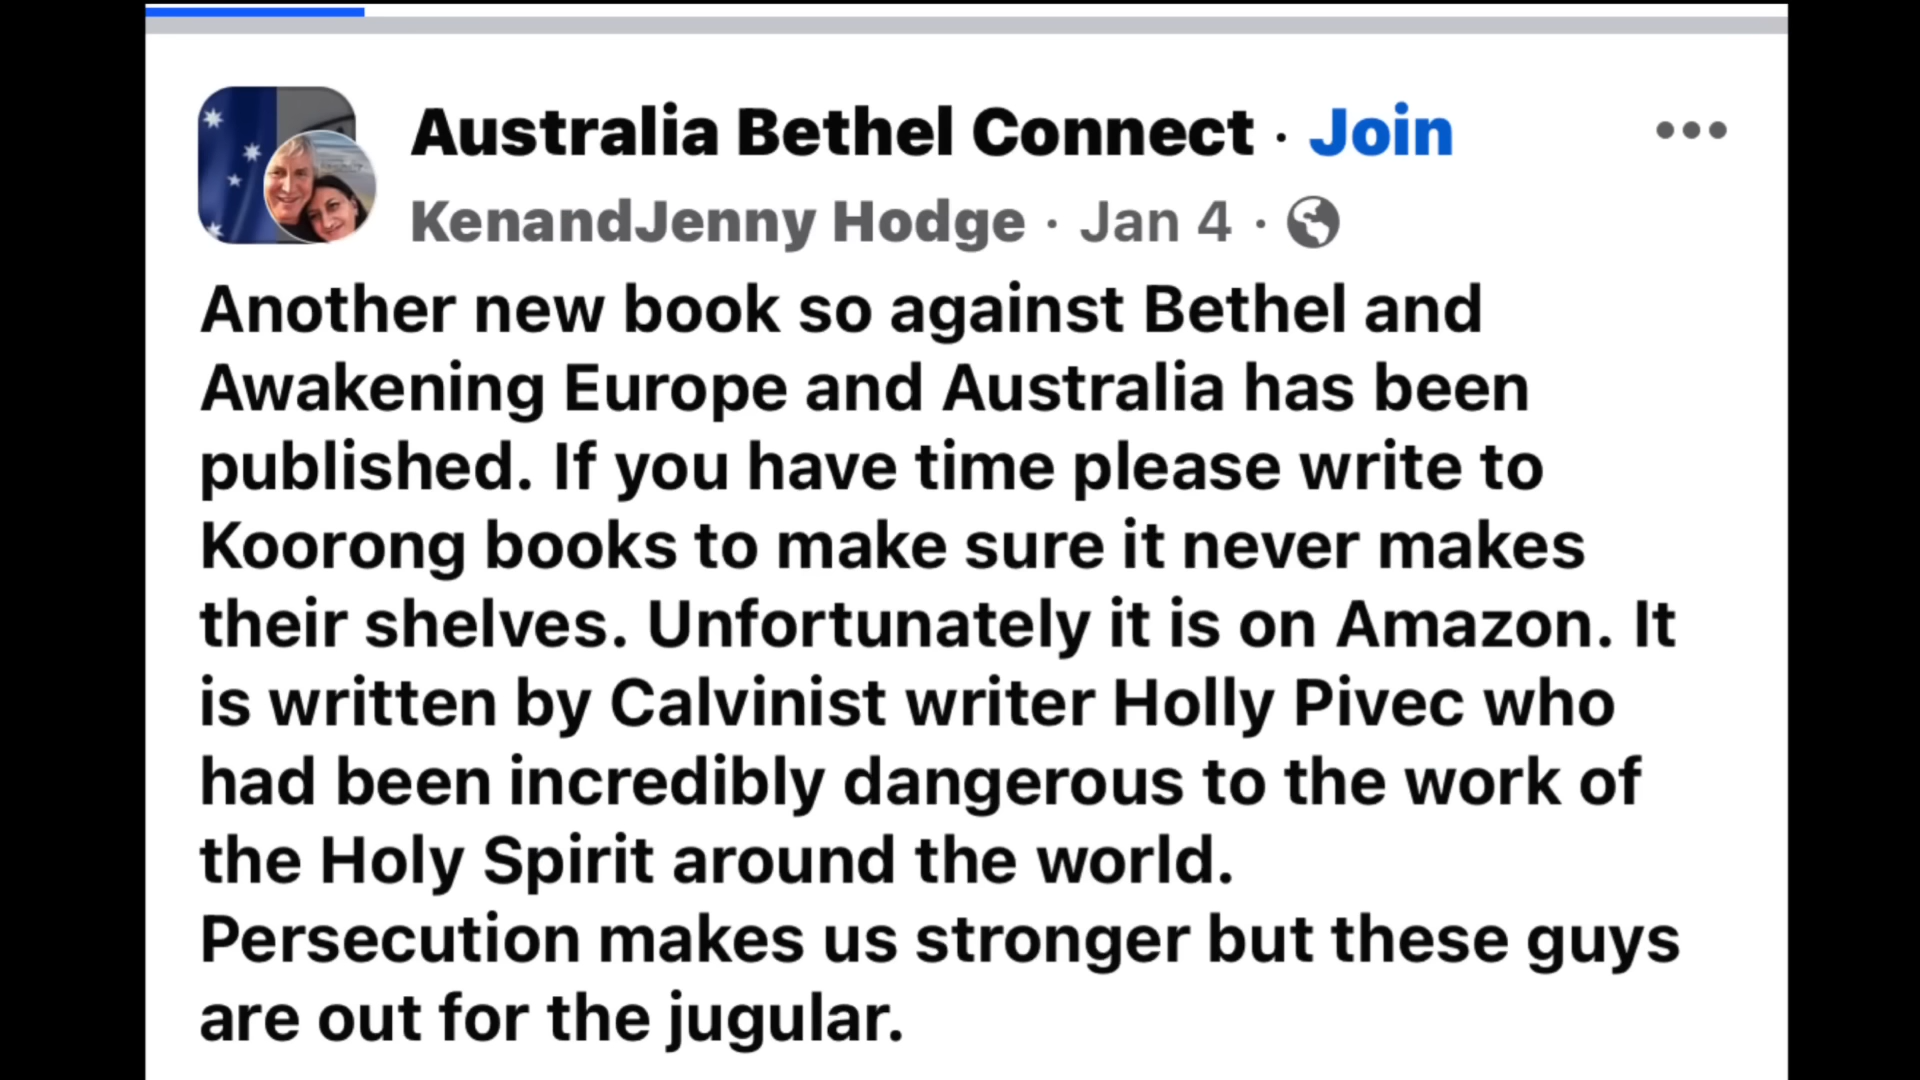 Australia Bethel Connect · Join
KenandJenny Hodge · Jan 4 ·
Another new book so against Bethel and
Awakening Europe and Australia has been
published. If you have time please write to
Koorong books to make sure it never makes
their shelves. Unfortunately it is on Amazon. It
is written by Calvinist writer Holly Pivec who
had been incredibly dangerous to the work of
the Holy Spirit around the world.
Persecution makes us stronger but these guys
are out for the jugular.